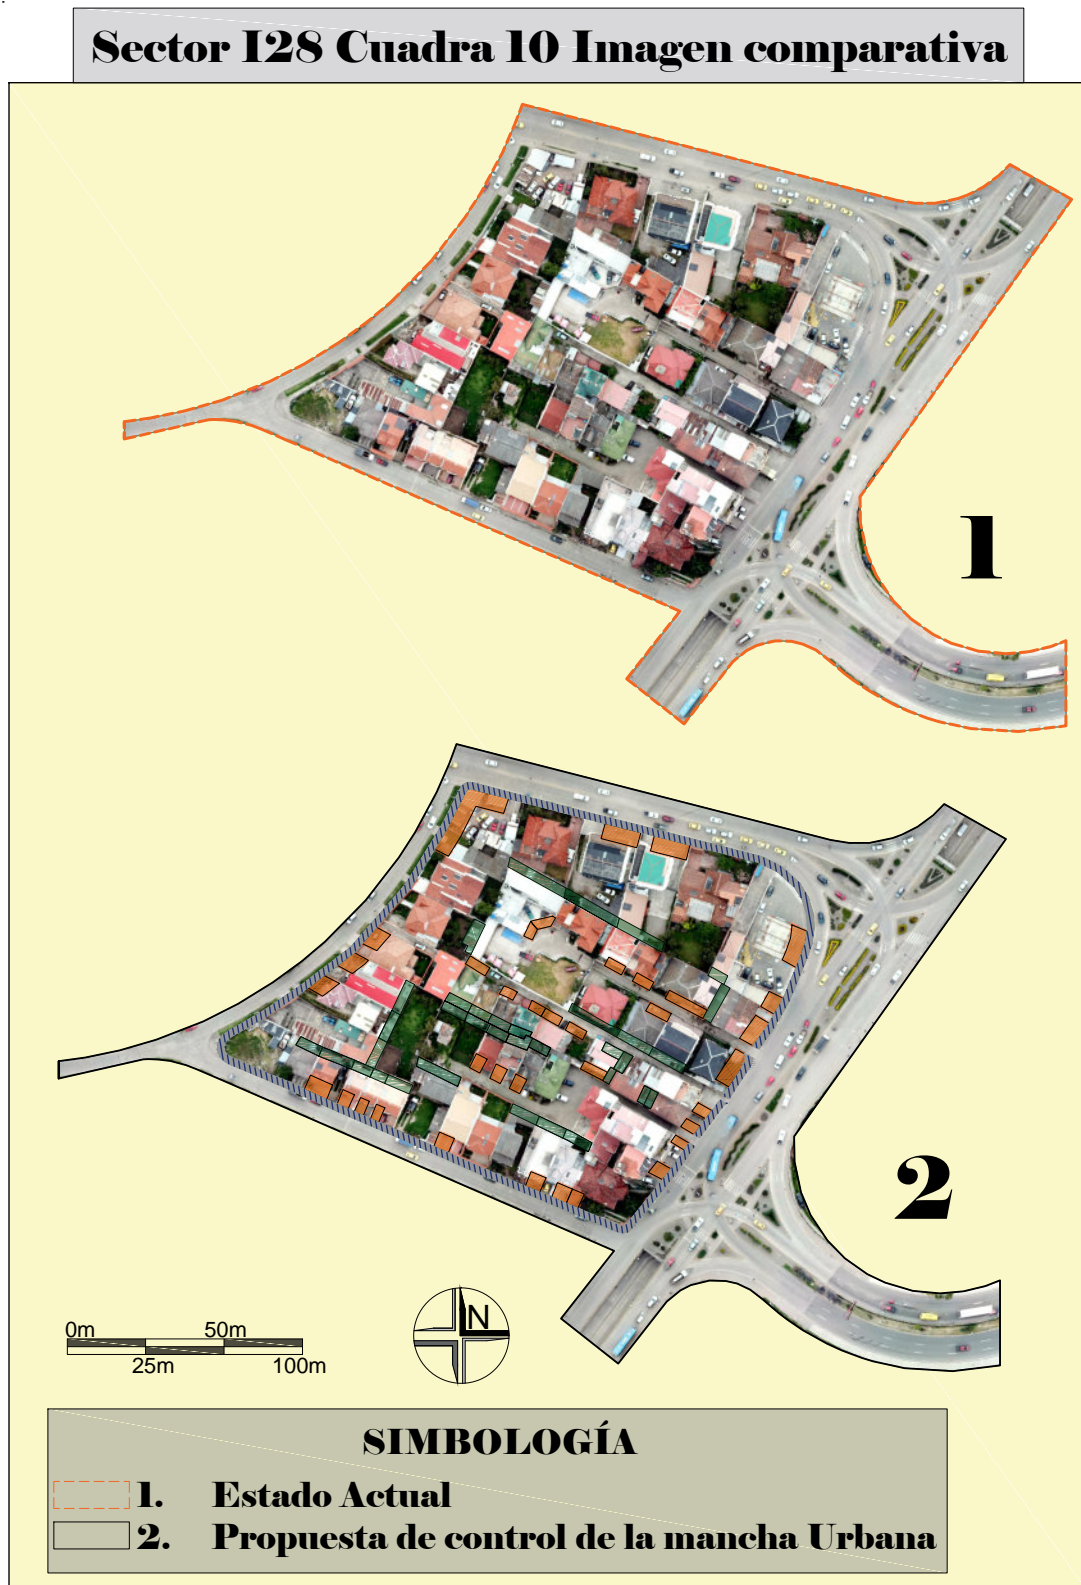 Sector I28 Cuadra 10 Imagen comparativa
1
2
0m 50m
25m 100m
N
SIMBOLOGÍA
1. Estado Actual
2. Propuesta de control de la mancha Urbana